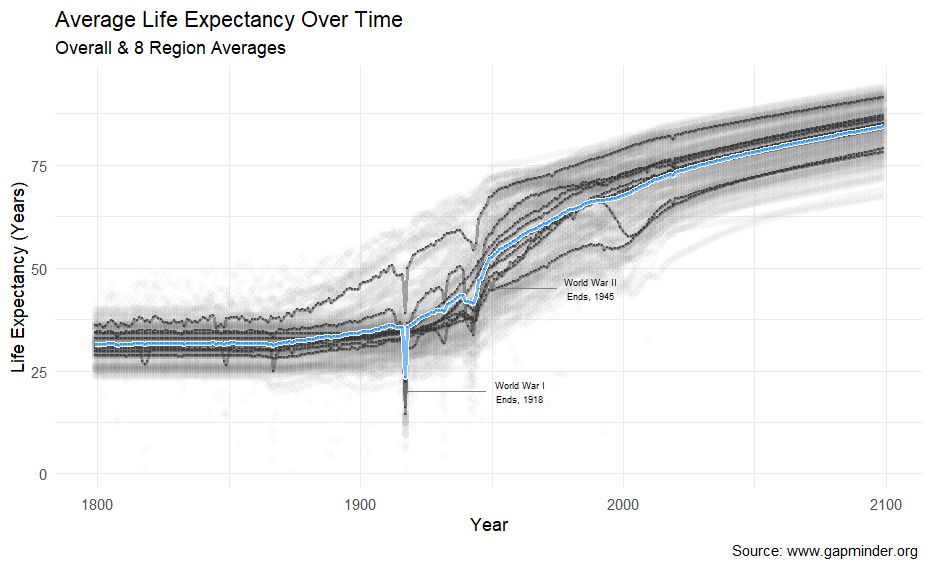 Average Life Expectancy Over Time
Overall & 8 Region Averages
Life Expectancy (Years)
75
50
25
0
World War II
Ends, 1945
World War I
Ends, 1918
1800
1900
2000
2100
Year
Source: www.gapminder.org